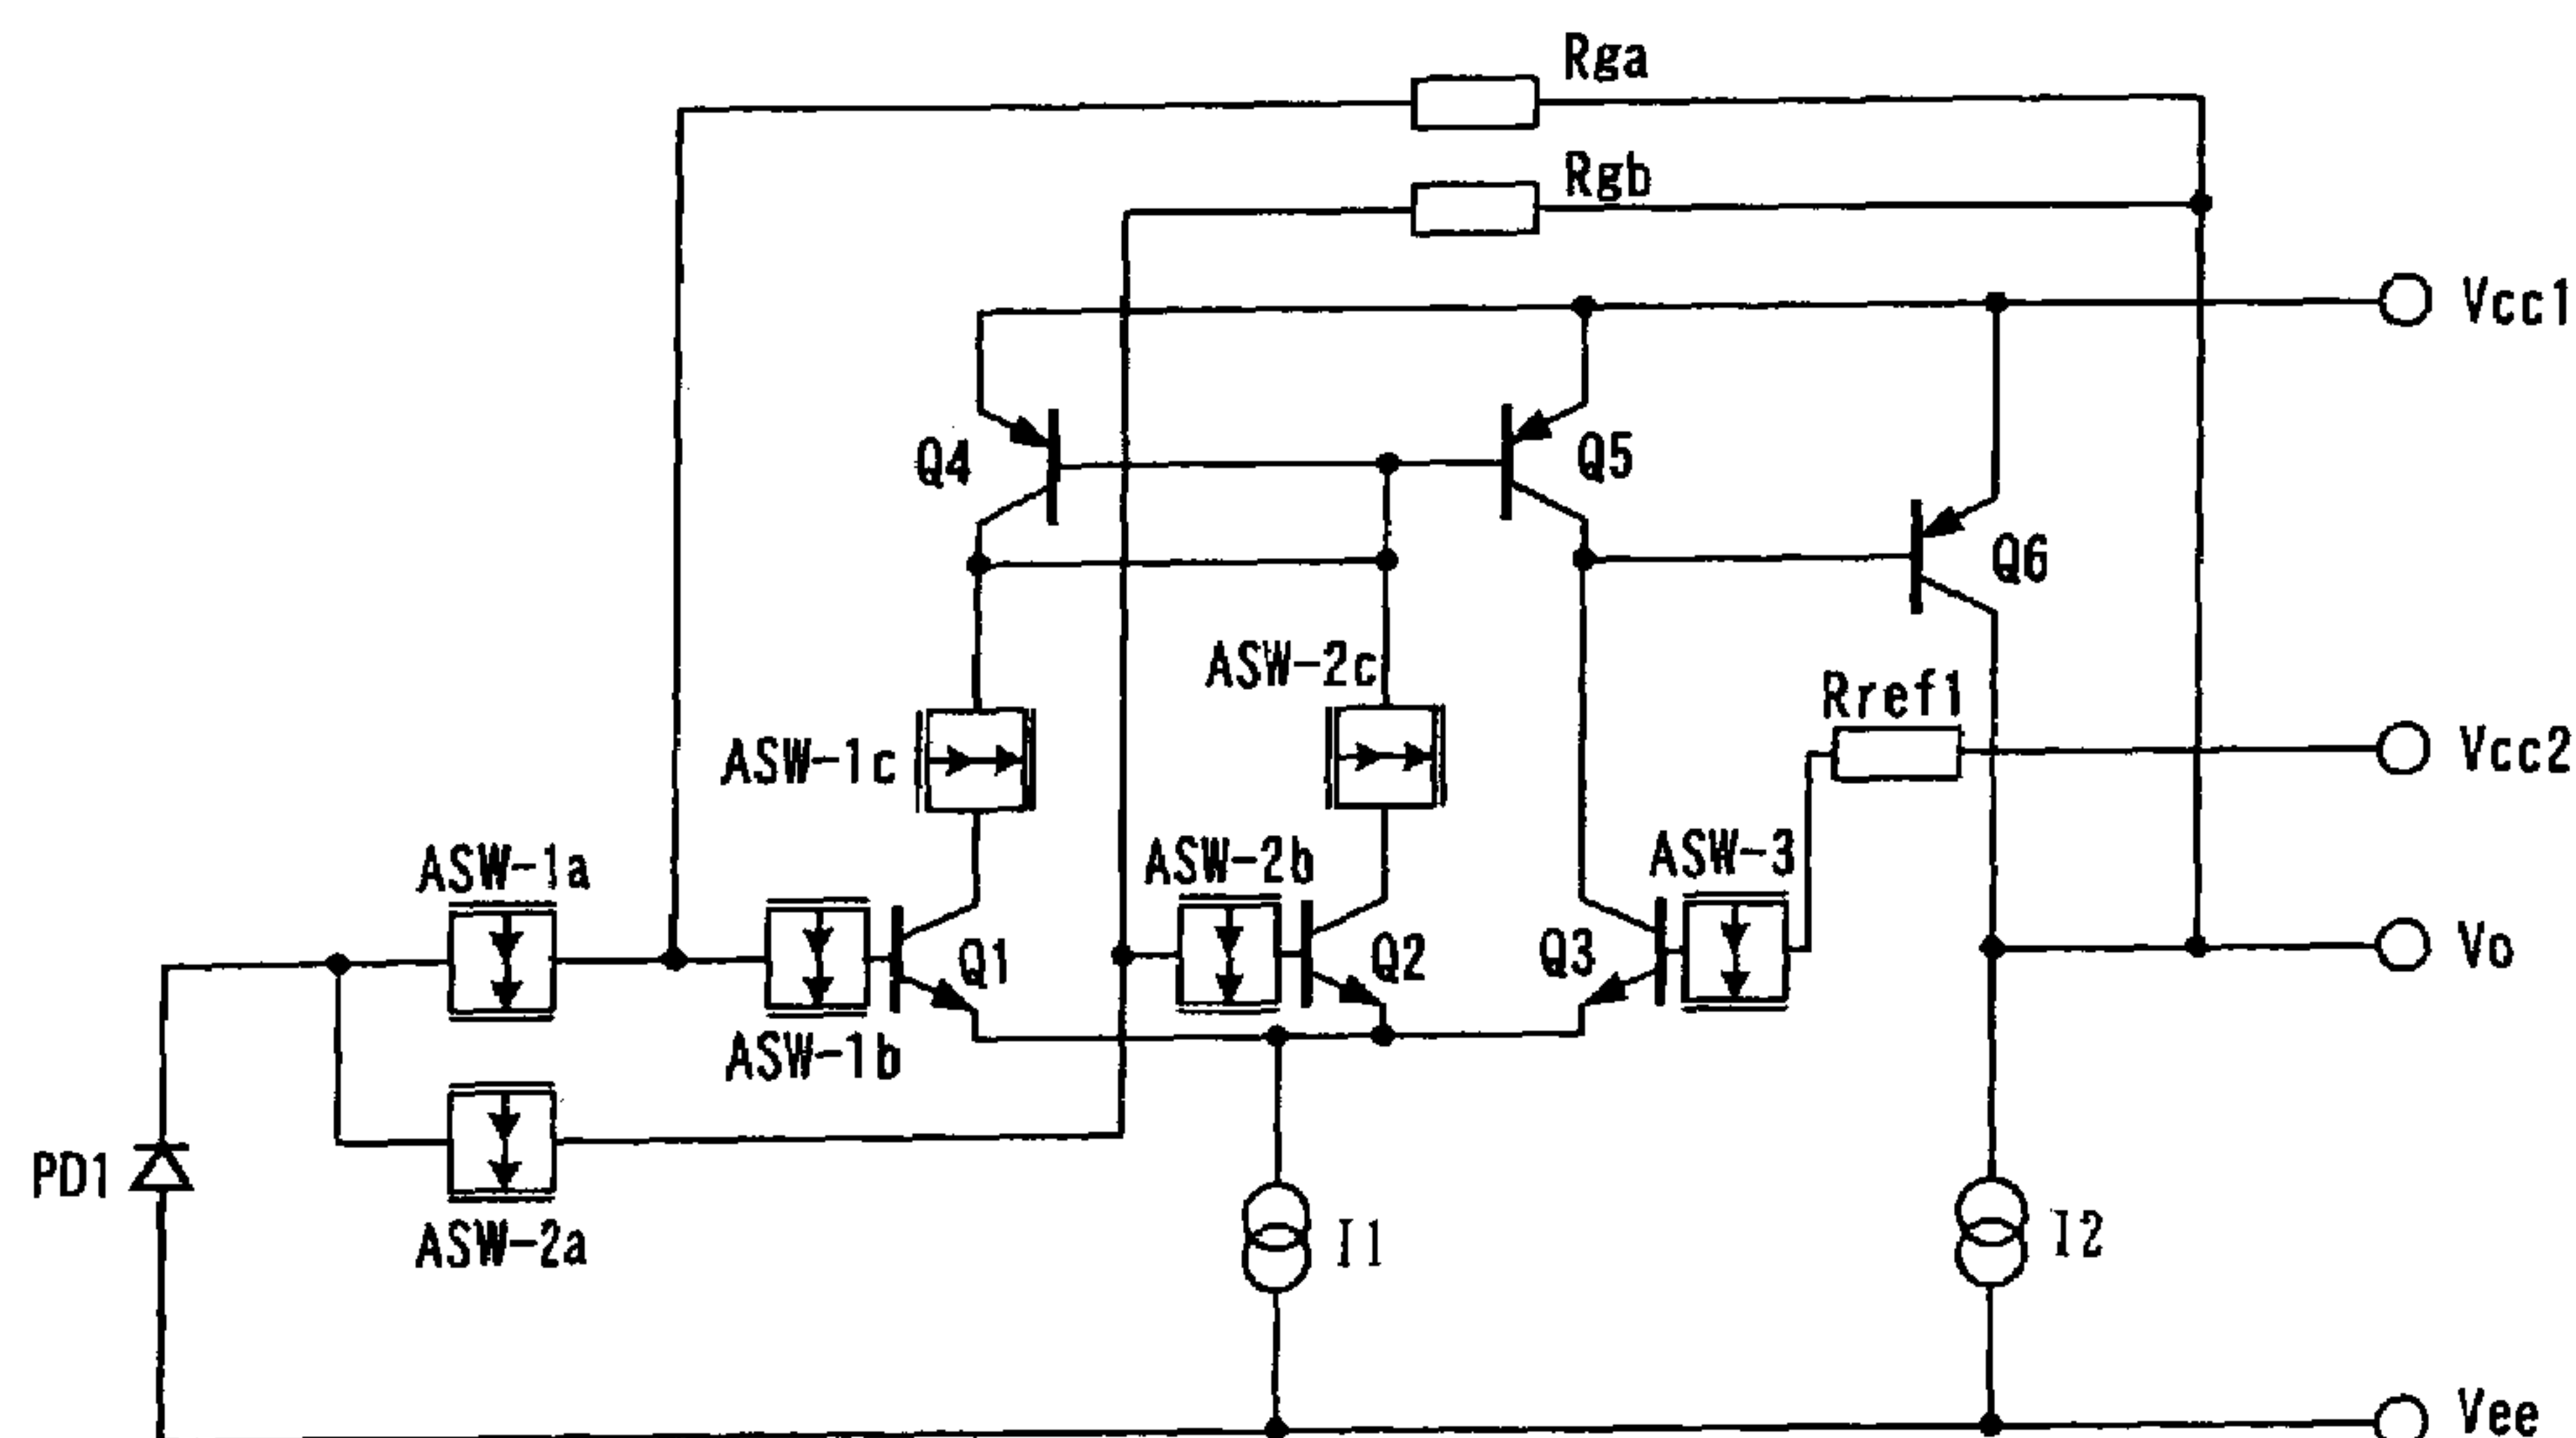 Rga
Rgb
Vcc1
Q4
Q5
Q6
ASW-2c
Rref1
ASW-1c
Vcc2
ASW-1a
ASW-2b
ASW-3
Q1
Q2
Q3
Vo
ASW-1b
PD1
ASW-2a
I1
I2
Vee